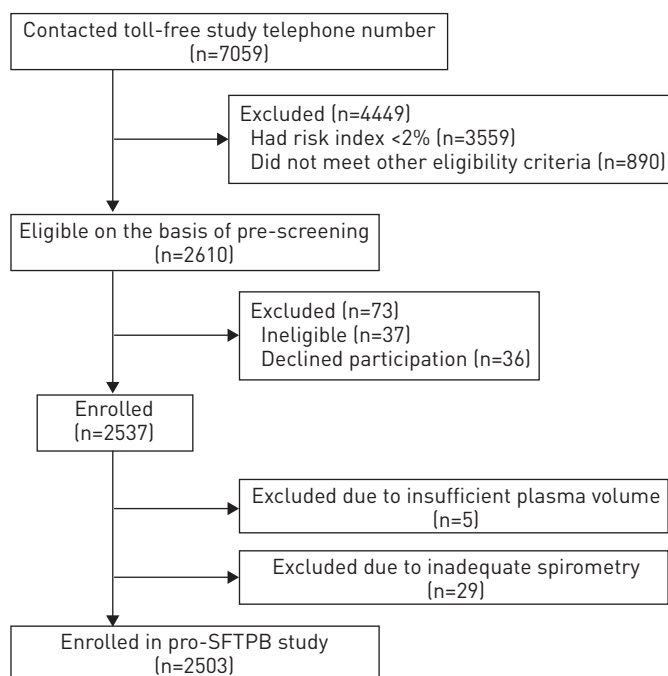 Contacted toll-free study telephone number
(n=7059)
Excluded (n=4449)
Had risk index <2% (n=3559)
Did not meet other eligibility criteria (n=890)
Eligible on the basis of pre-screening
(n=2610)
Excluded (n=73)
Ineligible (n=37)
Declined participation (n=36)
Enrolled
(n=2537)
Excluded due to insufficient plasma volume
(n=5)
Excluded due to inadequate spirometry
(n=29)
Enrolled in pro-SFTPB study
(n=2503)